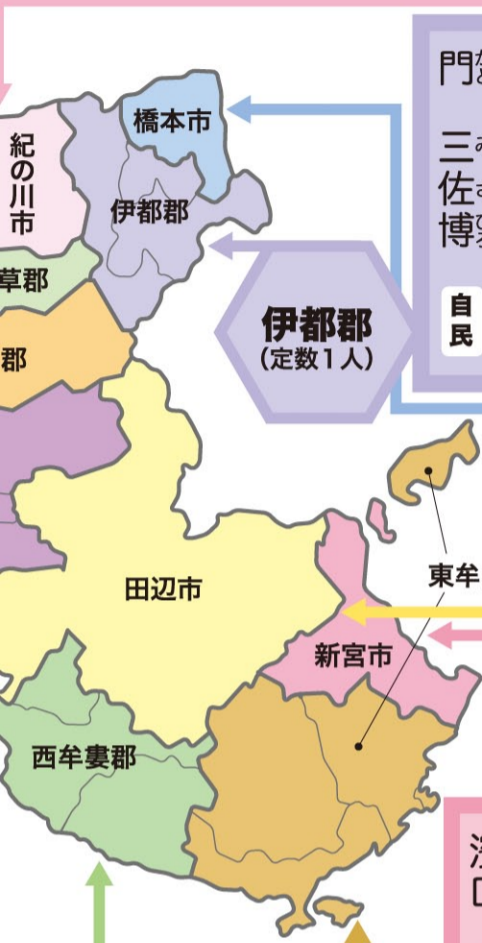 橋本市
紀の川市
伊都郡
草郡
郡
伊都郡
（定数1人）
門
三佐博
自民
田辺市
東牟
新宮市
西牟婁郡